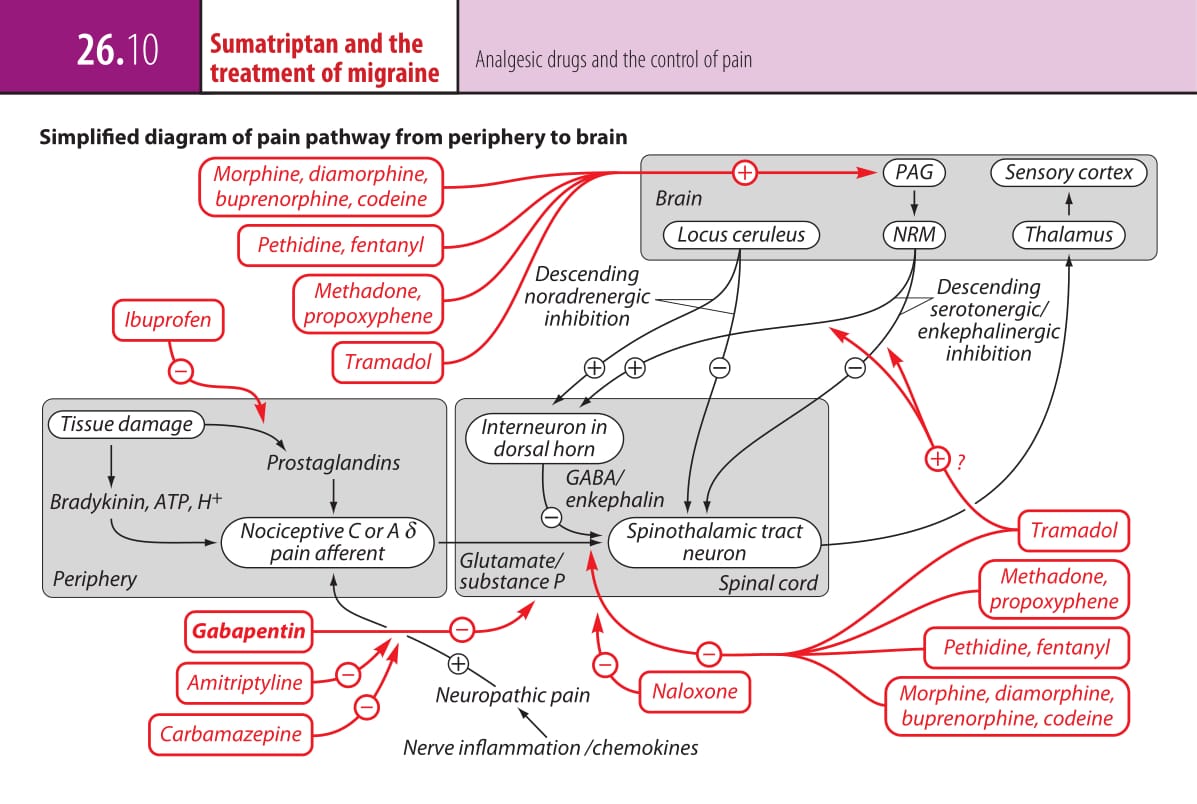 26.10
Sumatriptan and the
treatment of migraine
Analgesic drugs and the control of pain
Simplified diagram of pain pathway from periphery to brain
Morphine, diamorphine,
buprenorphine, codeine
+
PAG
Sensory cortex
Brain
Pethidine, fentanyl
Locus ceruleus
NRM
Thalamus
Methadone,
propoxyphene
Descending
noradrenergic
inhibition
Descending
serotonergic/
enkephalinergic
inhibition
Ibuprofen
Tramadol
−
+
+
−
−
Tissue damage
Prostaglandins
Bradykinin, ATP, H+
Nociceptive C or A δ
pain afferent
Periphery
Interneuron in
dorsal horn
GABA/
enkephalin
−
Spinothalamic tract
neuron
Glutamate/
substance P
Spinal cord
+ ?
Tramadol
Methadone,
propoxyphene
Pethidine, fentanyl
Morphine, diamorphine,
buprenorphine, codeine
Gabapentin
−
−
Amitriptyline
−
+
−
Naloxone
Carbamazepine
−
Neuropathic pain
Nerve inflammation /chemokines